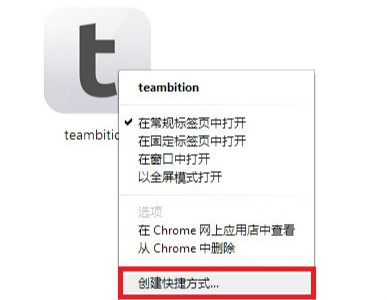 t
teambition
teambition
✔ 在常规标签页中打开
在固定标签页中打开
在窗口中打开
以全屏模式打开
选项
在 Chrome 网上应用店中查看
从 Chrome 中删除
创建快捷方式...